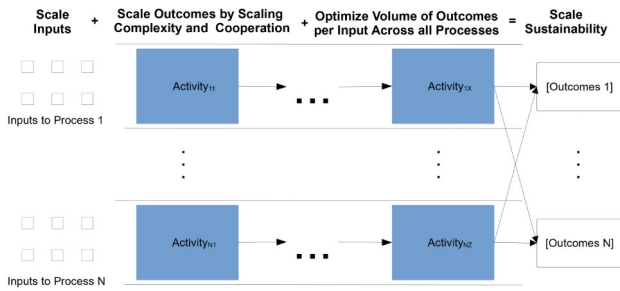 Scale Inputs
+
Scale Outcomes by Scaling Complexity and Cooperation
+
Optimize Volume of Outcomes per Input Across all Processes
=
Scale Sustainability
Activity11
...
Activity1X
[Outcomes 1]
Inputs to Process 1
ActivityN1
...
ActivityNZ
[Outcomes N]
Inputs to Process N